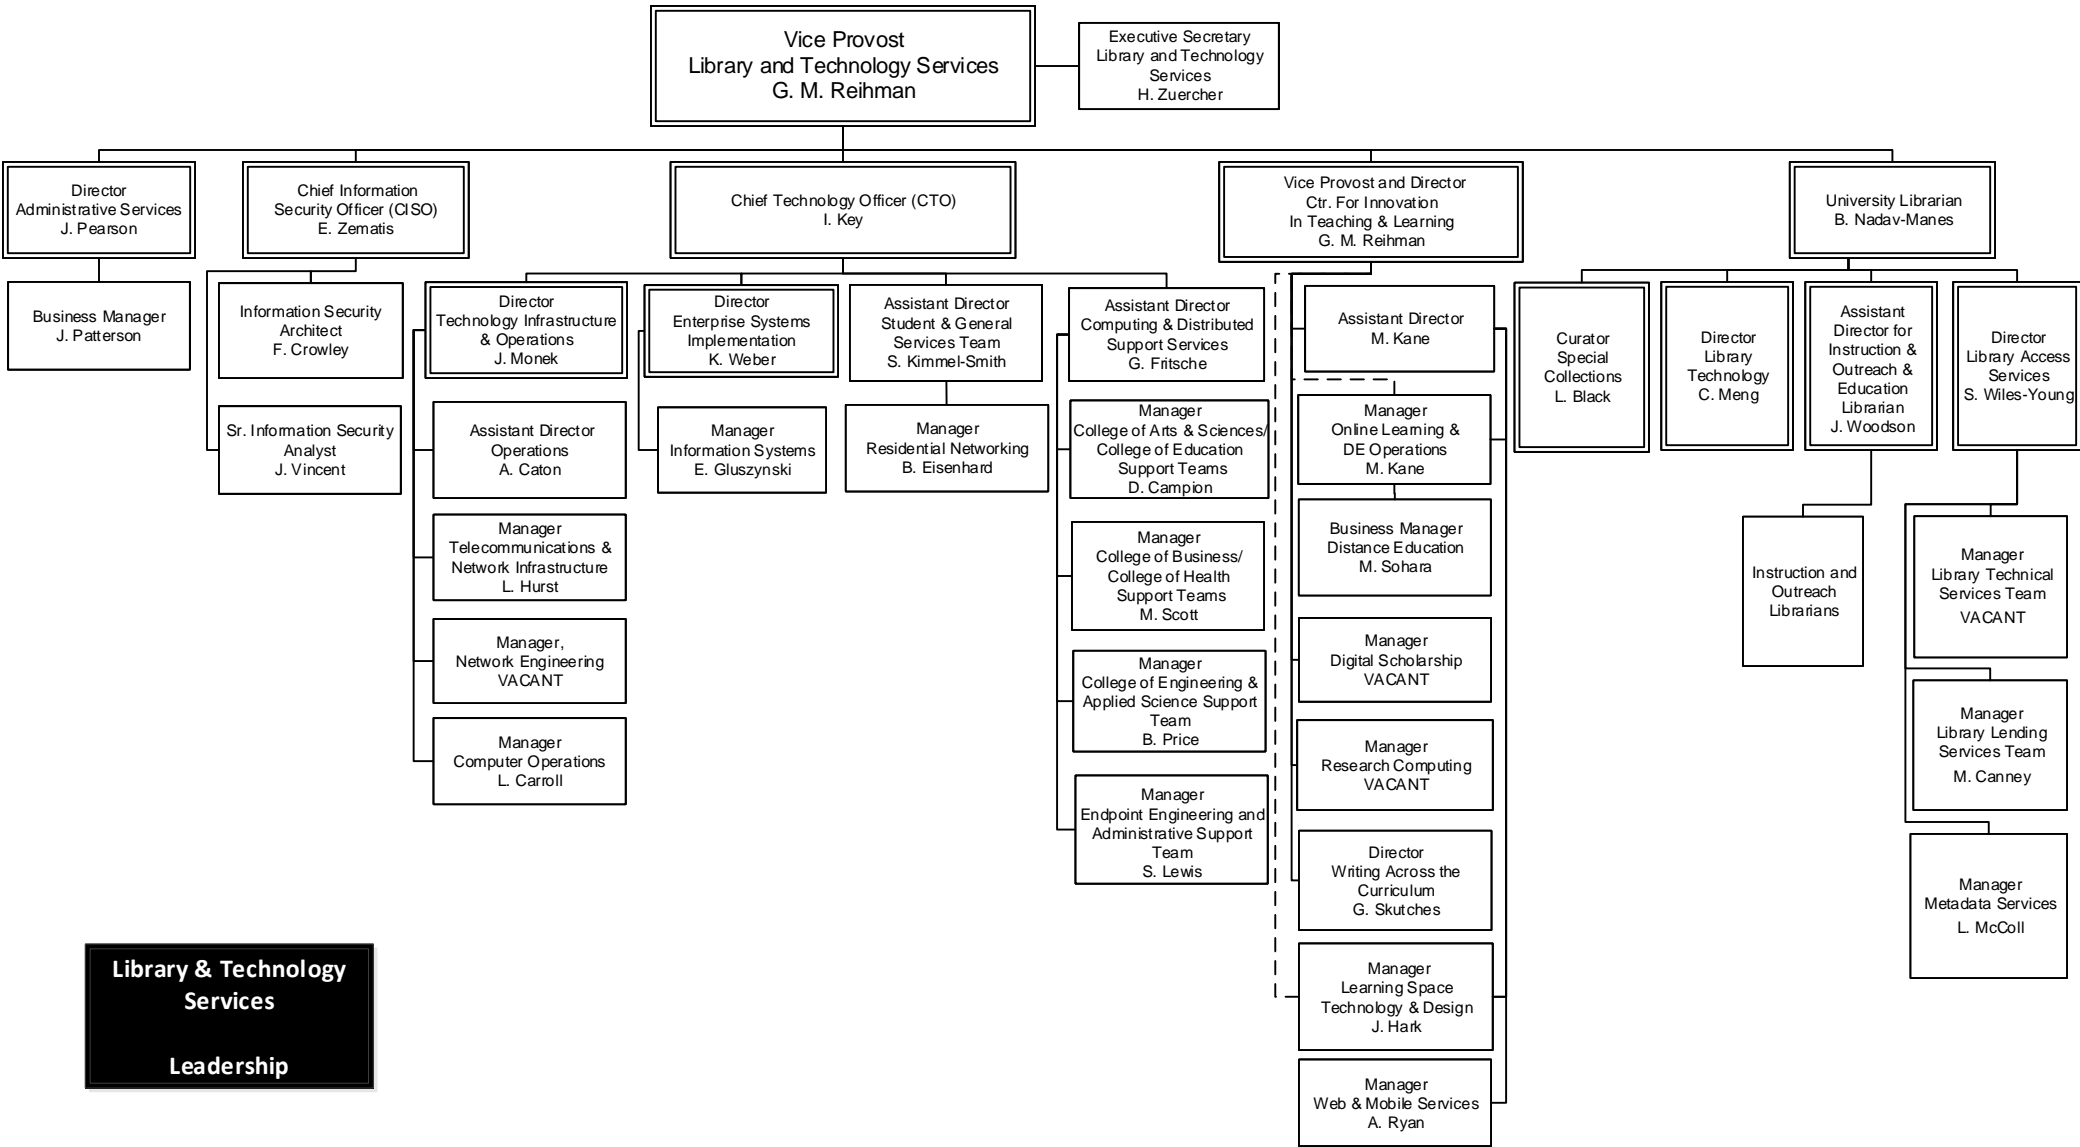 Vice Provost
Library and Technology Services
G. M. Reihman
Executive Secretary
Library and Technology
Services
H. Zuercher
Director
Administrative Services
J. Pearson
Chief Information
Security Officer (CISO)
E. Zematis
Chief Technology Officer (CTO)
I. Key
Vice Provost and Director
Ctr. For Innovation
In Teaching & Learning
G. M. Reihman
University Librarian
B. Nadav-Manes
Business Manager
J. Patterson
Information Security
Architect
F. Crowley
Sr. Information Security
Analyst
J. Vincent
Director
Technology Infrastructure
& Operations
J. Monek
Assistant Director
Operations
A. Caton
Manager
Telecommunications &
Network Infrastructure
L. Hurst
Manager,
Network Engineering
VACANT
Manager
Computer Operations
L. Carroll
Director
Enterprise Systems
Implementation
K. Weber
Manager
Information Systems
E. Gluszynski
Assistant Director
Student & General
Services Team
S. Kimmel-Smith
Manager
Residential Networking
B. Eisenhard
Assistant Director
Computing & Distributed
Support Services
G. Fritsche
Manager
College of Arts & Sciences/
College of Education
Support Teams
D. Campion
Manager
College of Business/
College of Health
Support Teams
M. Scott
Manager
College of Engineering &
Applied Science Support
Team
B. Price
Manager
Endpoint Engineering and
Administrative Support
Team
S. Lewis
Assistant Director
M. Kane
Manager
Online Learning &
DE Operations
M. Kane
Business Manager
Distance Education
M. Sohara
Manager
Digital Scholarship
VACANT
Manager
Research Computing
VACANT
Director
Writing Across the
Curriculum
G. Skutches
Manager
Learning Space
Technology & Design
J. Hark
Manager
Web & Mobile Services
A. Ryan
Curator
Special
Collections
L. Black
Director
Library
Technology
C. Meng
Assistant
Director for
Instruction &
Outreach &
Education
Librarian
J. Woodson
Director
Library Access
Services
S. Wiles-Young
Instruction and
Outreach
Librarians
Manager
Library Technical
Services Team
VACANT
Manager
Library Lending
Services Team
M. Canney
Manager
Metadata Services
L. McColl
Library & Technology
Services
Leadership